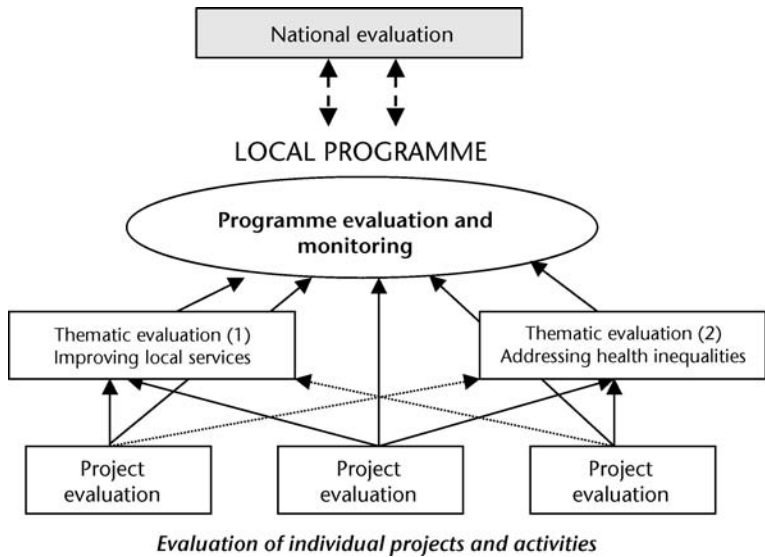 National evaluation
LOCAL PROGRAMME
Programme evaluation and
monitoring
Thematic evaluation (1)
Improving local services
Thematic evaluation (2)
Addressing health inequalities
Project
evaluation
Project
evaluation
Project
evaluation
Evaluation of individual projects and activities